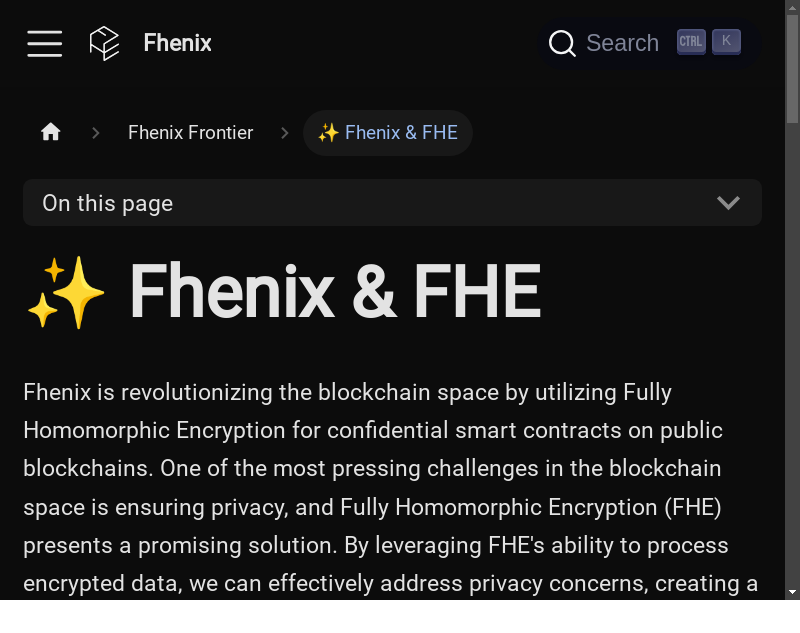 Fhenix
Search CTRL K
Fhenix Frontier
✨ Fhenix & FHE
On this page
✨ Fhenix & FHE
Fhenix is revolutionizing the blockchain space by utilizing Fully
Homomorphic Encryption for confidential smart contracts on public
blockchains. One of the most pressing challenges in the blockchain
space is ensuring privacy, and Fully Homomorphic Encryption (FHE)
presents a promising solution. By leveraging FHE's ability to process
encrypted data, we can effectively address privacy concerns, creating a